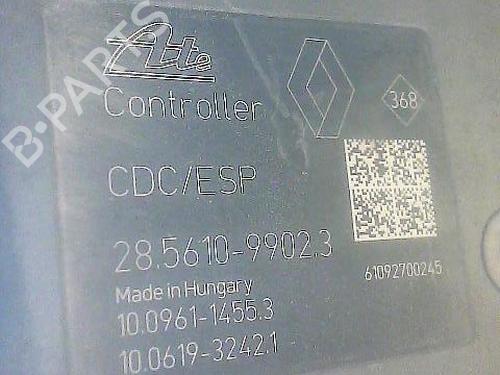 Ate
Controller
368
CDC/ESP
28.5610-9902.3
61092700245
Made in Hungary
10.0961-1455.3
10.0619-3242.1
B-PARTS